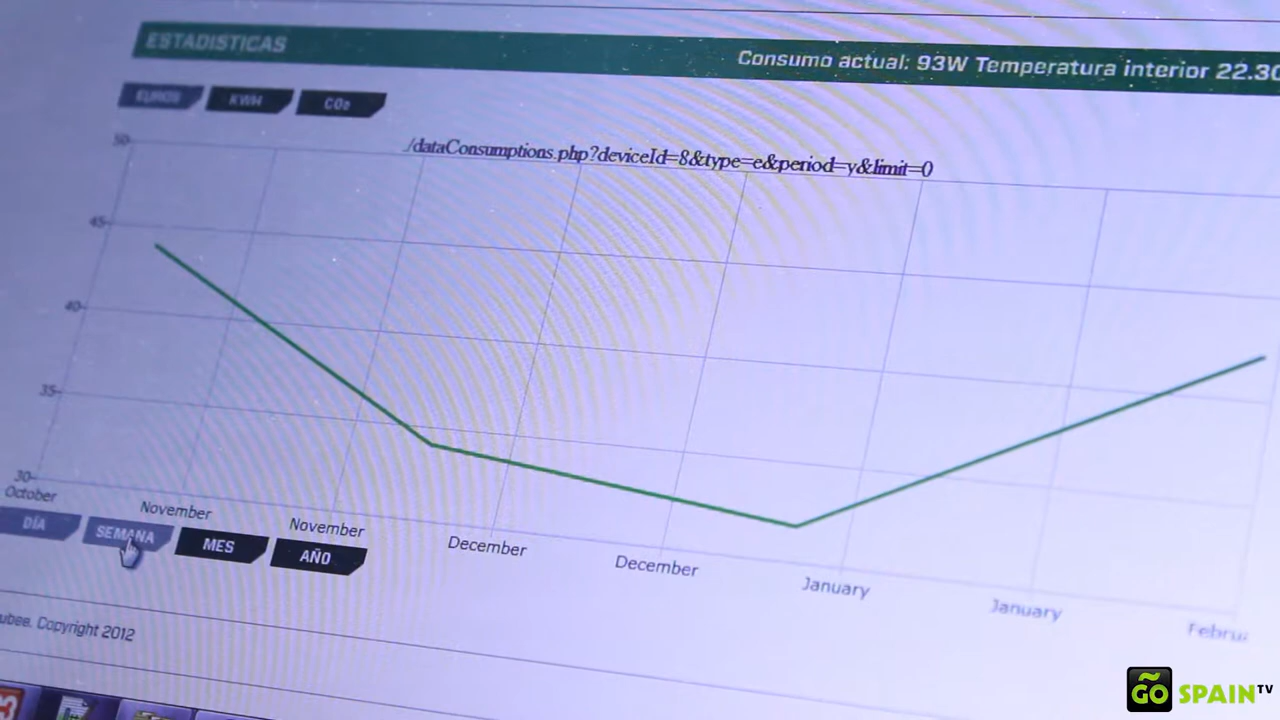 ESTADISTICAS
Consumo actual: 93W Temperatura interior 22.30
EUROS KWH CO₂
./dataConsumptions.php?deviceId=8&type=e&period=y&limit=0
50
45
40
35
30
October November November December December January January Februa
DÍA SEMANA MES AÑO
ubee. Copyright 2012
GO SPAIN TV